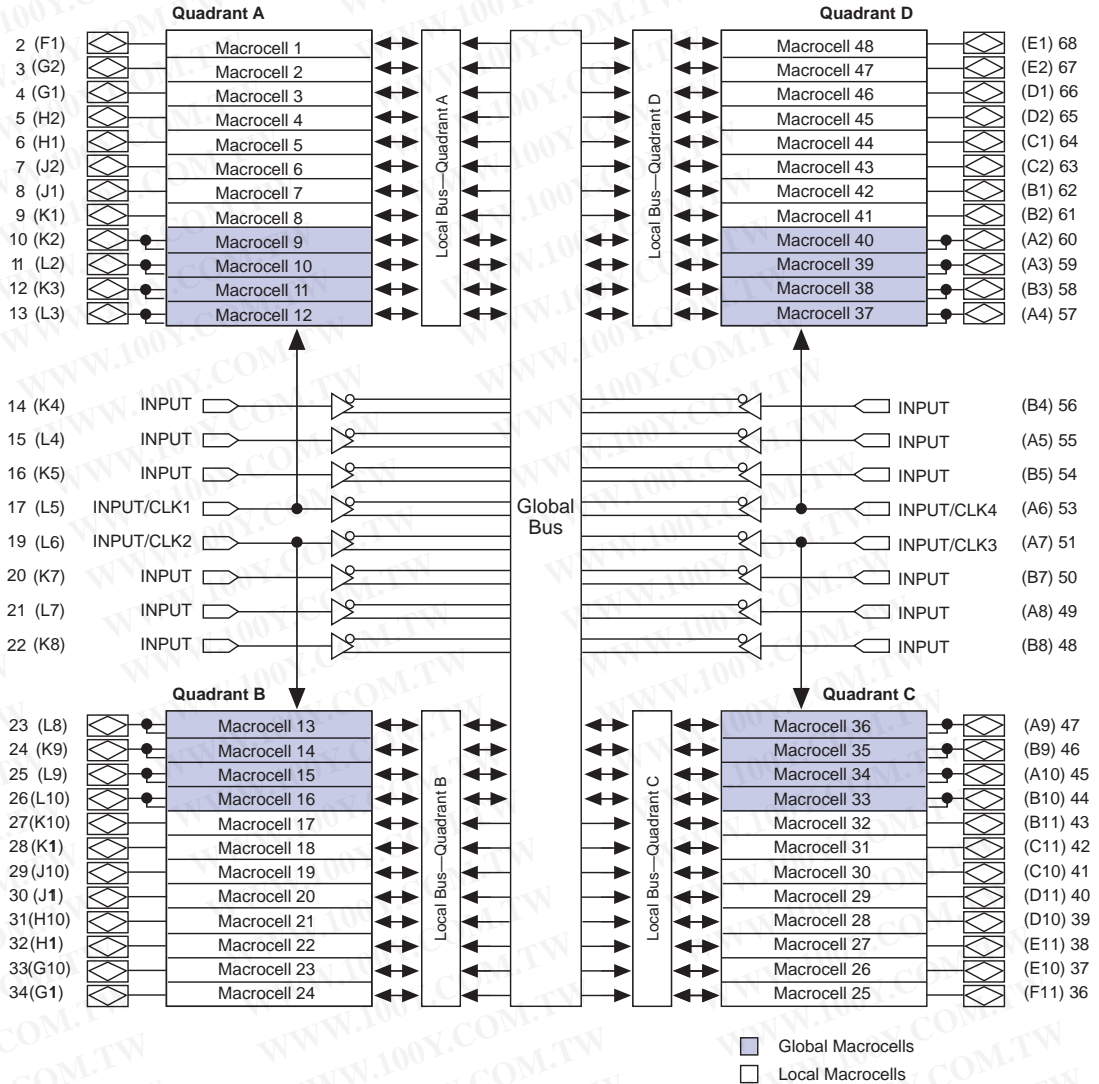 Quadrant A Quadrant D
2 (F1) Macrocell 1 Macrocell 48 (E1) 68
3 (G2) Macrocell 2 Macrocell 47 (E2) 67
4 (G1) Macrocell 3 Macrocell 46 (D1) 66
5 (H2) Macrocell 4 Macrocell 45 (D2) 65
6 (H1) Macrocell 5 Macrocell 44 (C1) 64
7 (J2) Macrocell 6 Macrocell 43 (C2) 63
8 (J1) Macrocell 7 Macrocell 42 (B1) 62
9 (K1) Macrocell 8 Macrocell 41 (B2) 61
10 (K2) Macrocell 9 Macrocell 40 (A2) 60
11 (L2) Macrocell 10 Macrocell 39 (A3) 59
12 (K3) Macrocell 11 Macrocell 38 (B3) 58
13 (L3) Macrocell 12 Macrocell 37 (A4) 57
Local Bus—Quadrant A
Local Bus—Quadrant D
14 (K4) INPUT INPUT (B4) 56
15 (L4) INPUT INPUT (A5) 55
16 (K5) INPUT INPUT (B5) 54
17 (L5) INPUT/CLK1 INPUT/CLK4 (A6) 53
Global
Bus
19 (L6) INPUT/CLK2 INPUT/CLK3 (A7) 51
20 (K7) INPUT INPUT (B7) 50
21 (L7) INPUT INPUT (A8) 49
22 (K8) INPUT INPUT (B8) 48
Quadrant B Quadrant C
23 (L8) Macrocell 13 Macrocell 36 (A9) 47
24 (K9) Macrocell 14 Macrocell 35 (B9) 46
25 (L9) Macrocell 15 Macrocell 34 (A10) 45
26(L10) Macrocell 16 Macrocell 33 (B10) 44
27(K10) Macrocell 17 Macrocell 32 (B11) 43
28 (K1) Macrocell 18 Macrocell 31 (C11) 42
29(J10) Macrocell 19 Macrocell 30 (C10) 41
30 (J1) Macrocell 20 Macrocell 29 (D11) 40
31(H10) Macrocell 21 Macrocell 28 (D10) 39
32(H1) Macrocell 22 Macrocell 27 (E11) 38
33(G10) Macrocell 23 Macrocell 26 (E10) 37
34(G1) Macrocell 24 Macrocell 25 (F11) 36
Local Bus—Quadrant B
Local Bus—Quadrant C
Global Macrocells
Local Macrocells
WWW.100Y.COM.TW